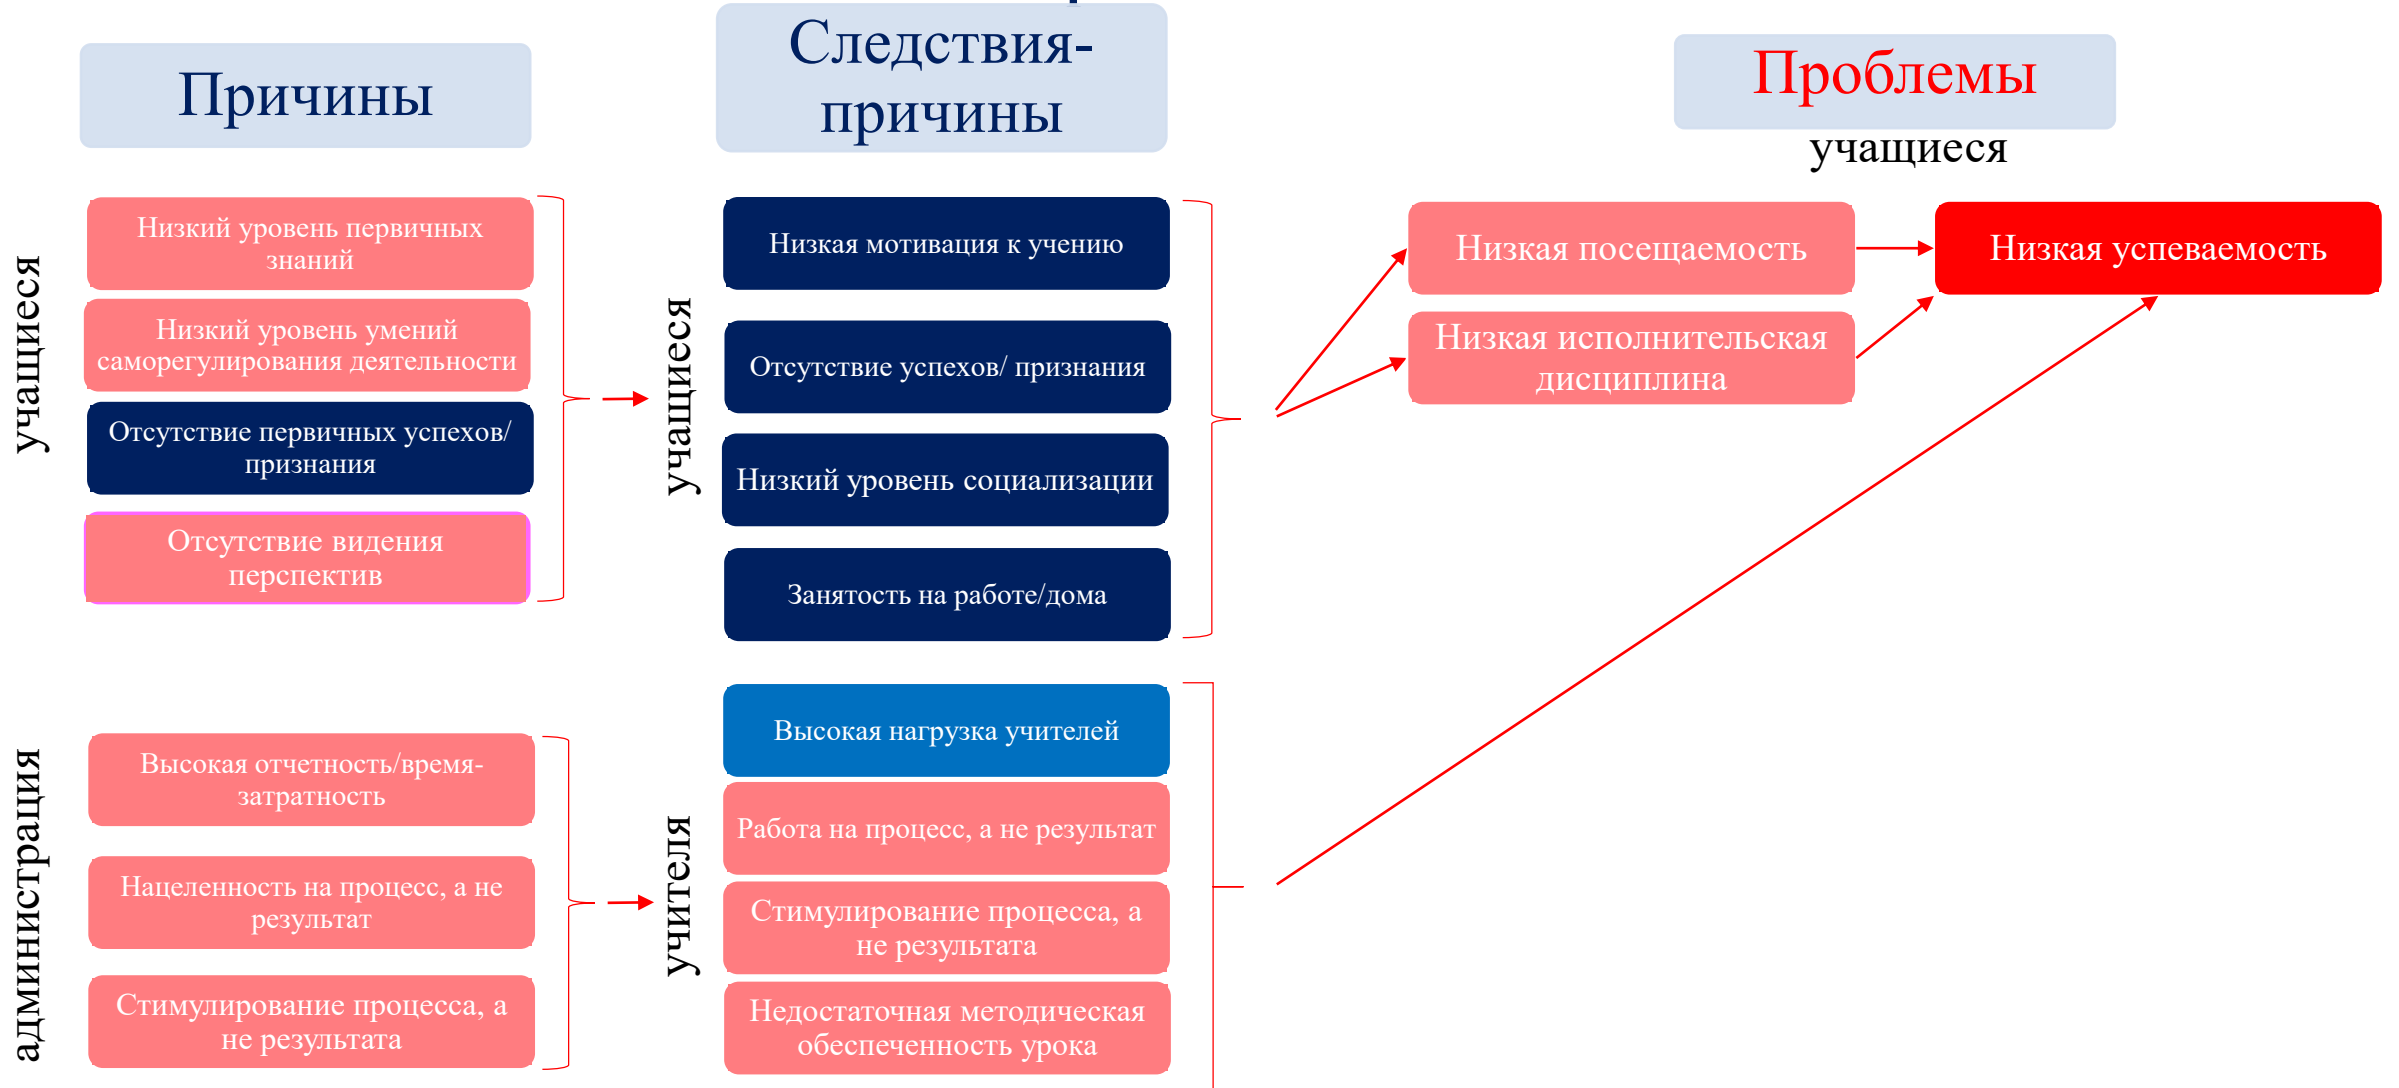 Причины
Следствия-
причины
Проблемы
учащиеся
учащиеся
Низкий уровень первичных
знаний
Низкий уровень умений
саморегулирования деятельности
Отсутствие первичных успехов/
признания
Отсутствие видения
перспектив
учащиеся
Низкая мотивация к учению
Отсутствие успехов/ признания
Низкий уровень социализации
Занятость на работе/дома
Низкая посещаемость
Низкая успеваемость
Низкая исполнительская
дисциплина
администрация
Высокая отчетность/время-
затратность
Нацеленность на процесс, а не
результат
Стимулирование процесса, а
не результата
учителя
Высокая нагрузка учителей
Работа на процесс, а не результат
Стимулирование процесса, а
не результата
Недостаточная методическая
обеспеченность урока